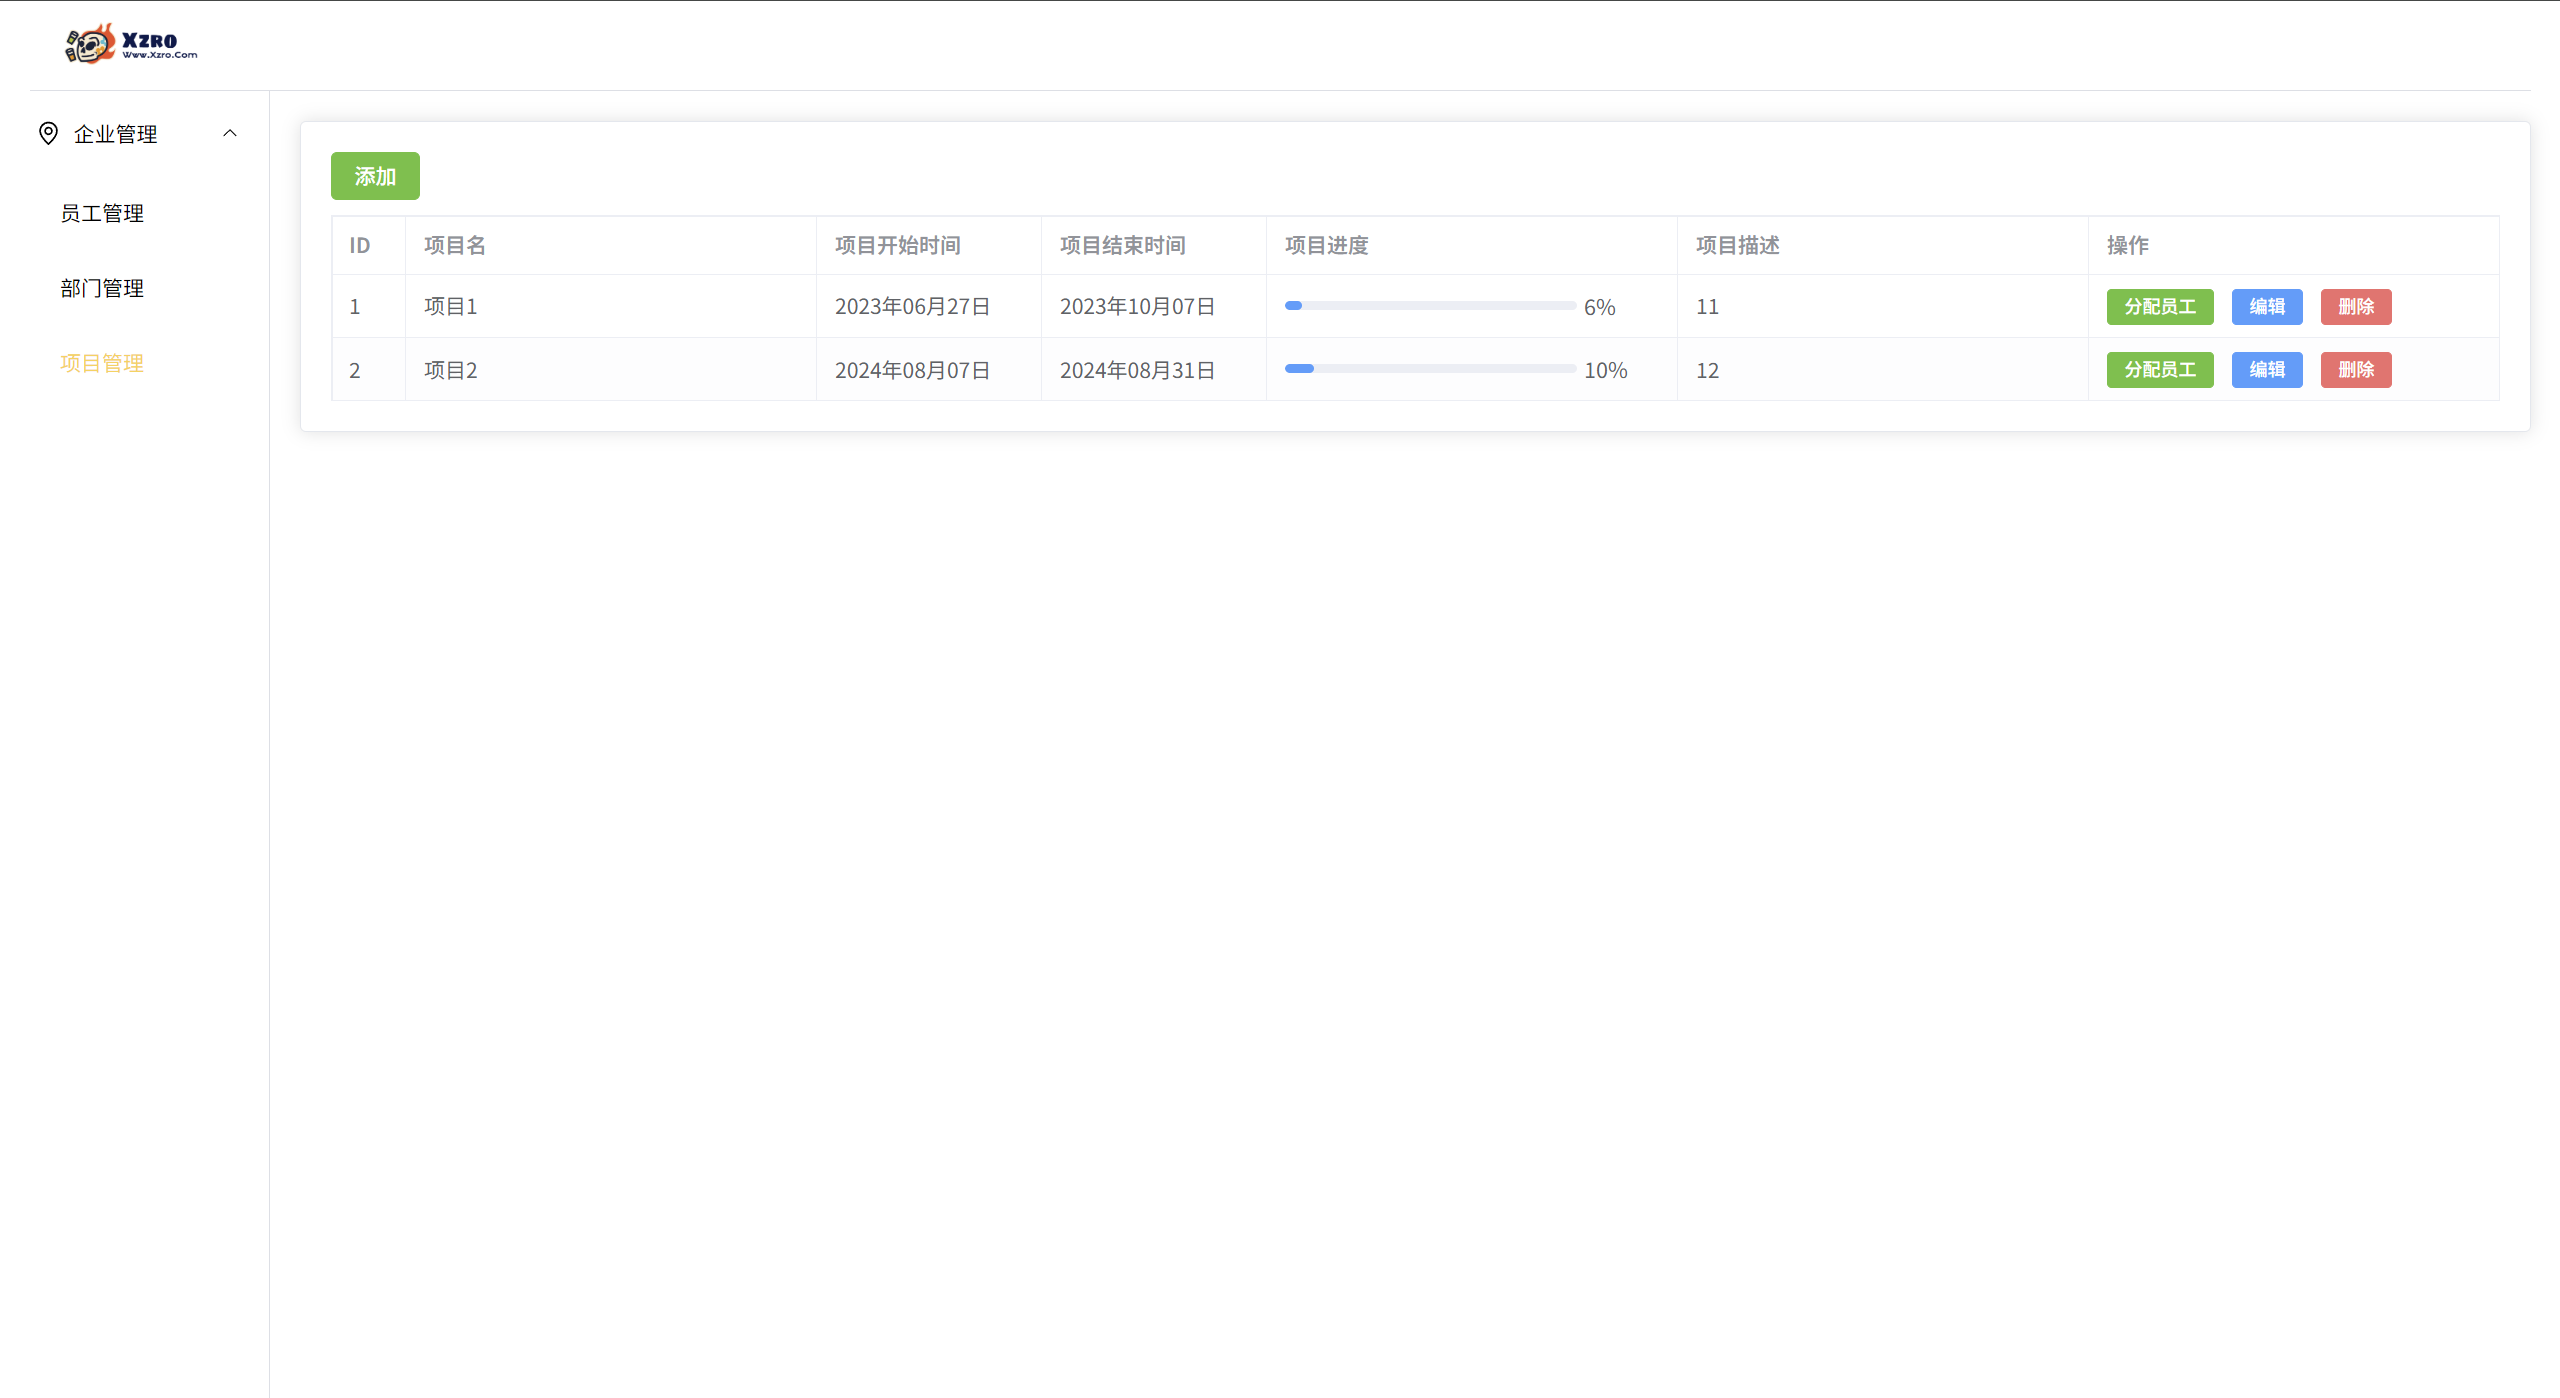 XZRO
Www.Xzro.Com
企业管理
员工管理
部门管理
项目管理
添加
ID 项目名 项目开始时间 项目结束时间 项目进度 项目描述 操作
1 项目1 2023年06月27日 2023年10月07日 6% 11 分配员工 编辑 删除
2 项目2 2024年08月07日 2024年08月31日 10% 12 分配员工 编辑 删除